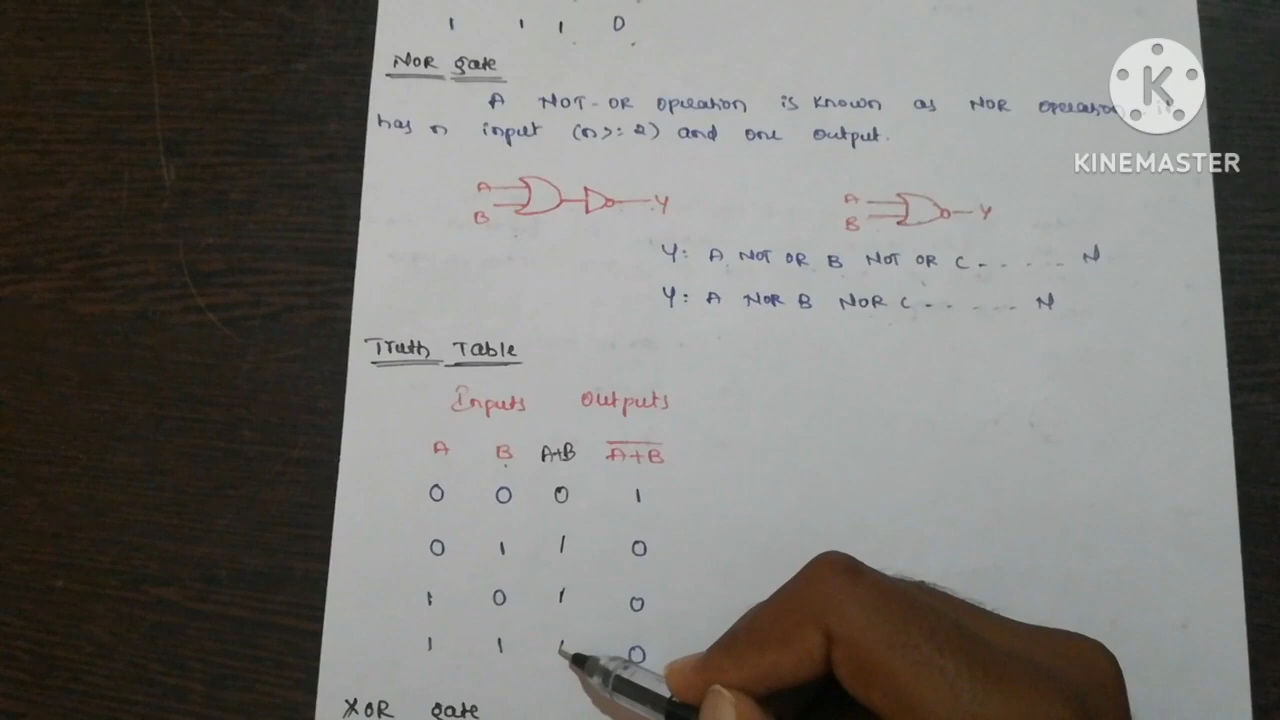 1 1 1 0
NOR gate
A NOT-OR operation is known as NOR operation. It
has n input (n>=2) and one output.
A
B
Y
A
B
Y
Y: A NOT OR B NOT OR C - - - - - - N
Y: A NOR B NOR C - - - - - - N
Truth Table
Inputs Outputs
A B A+B A̅+̅B̅
0 0 0 1
0 1 1 0
1 0 1 0
1 1 1 0
XOR gate
K
KINEMASTER